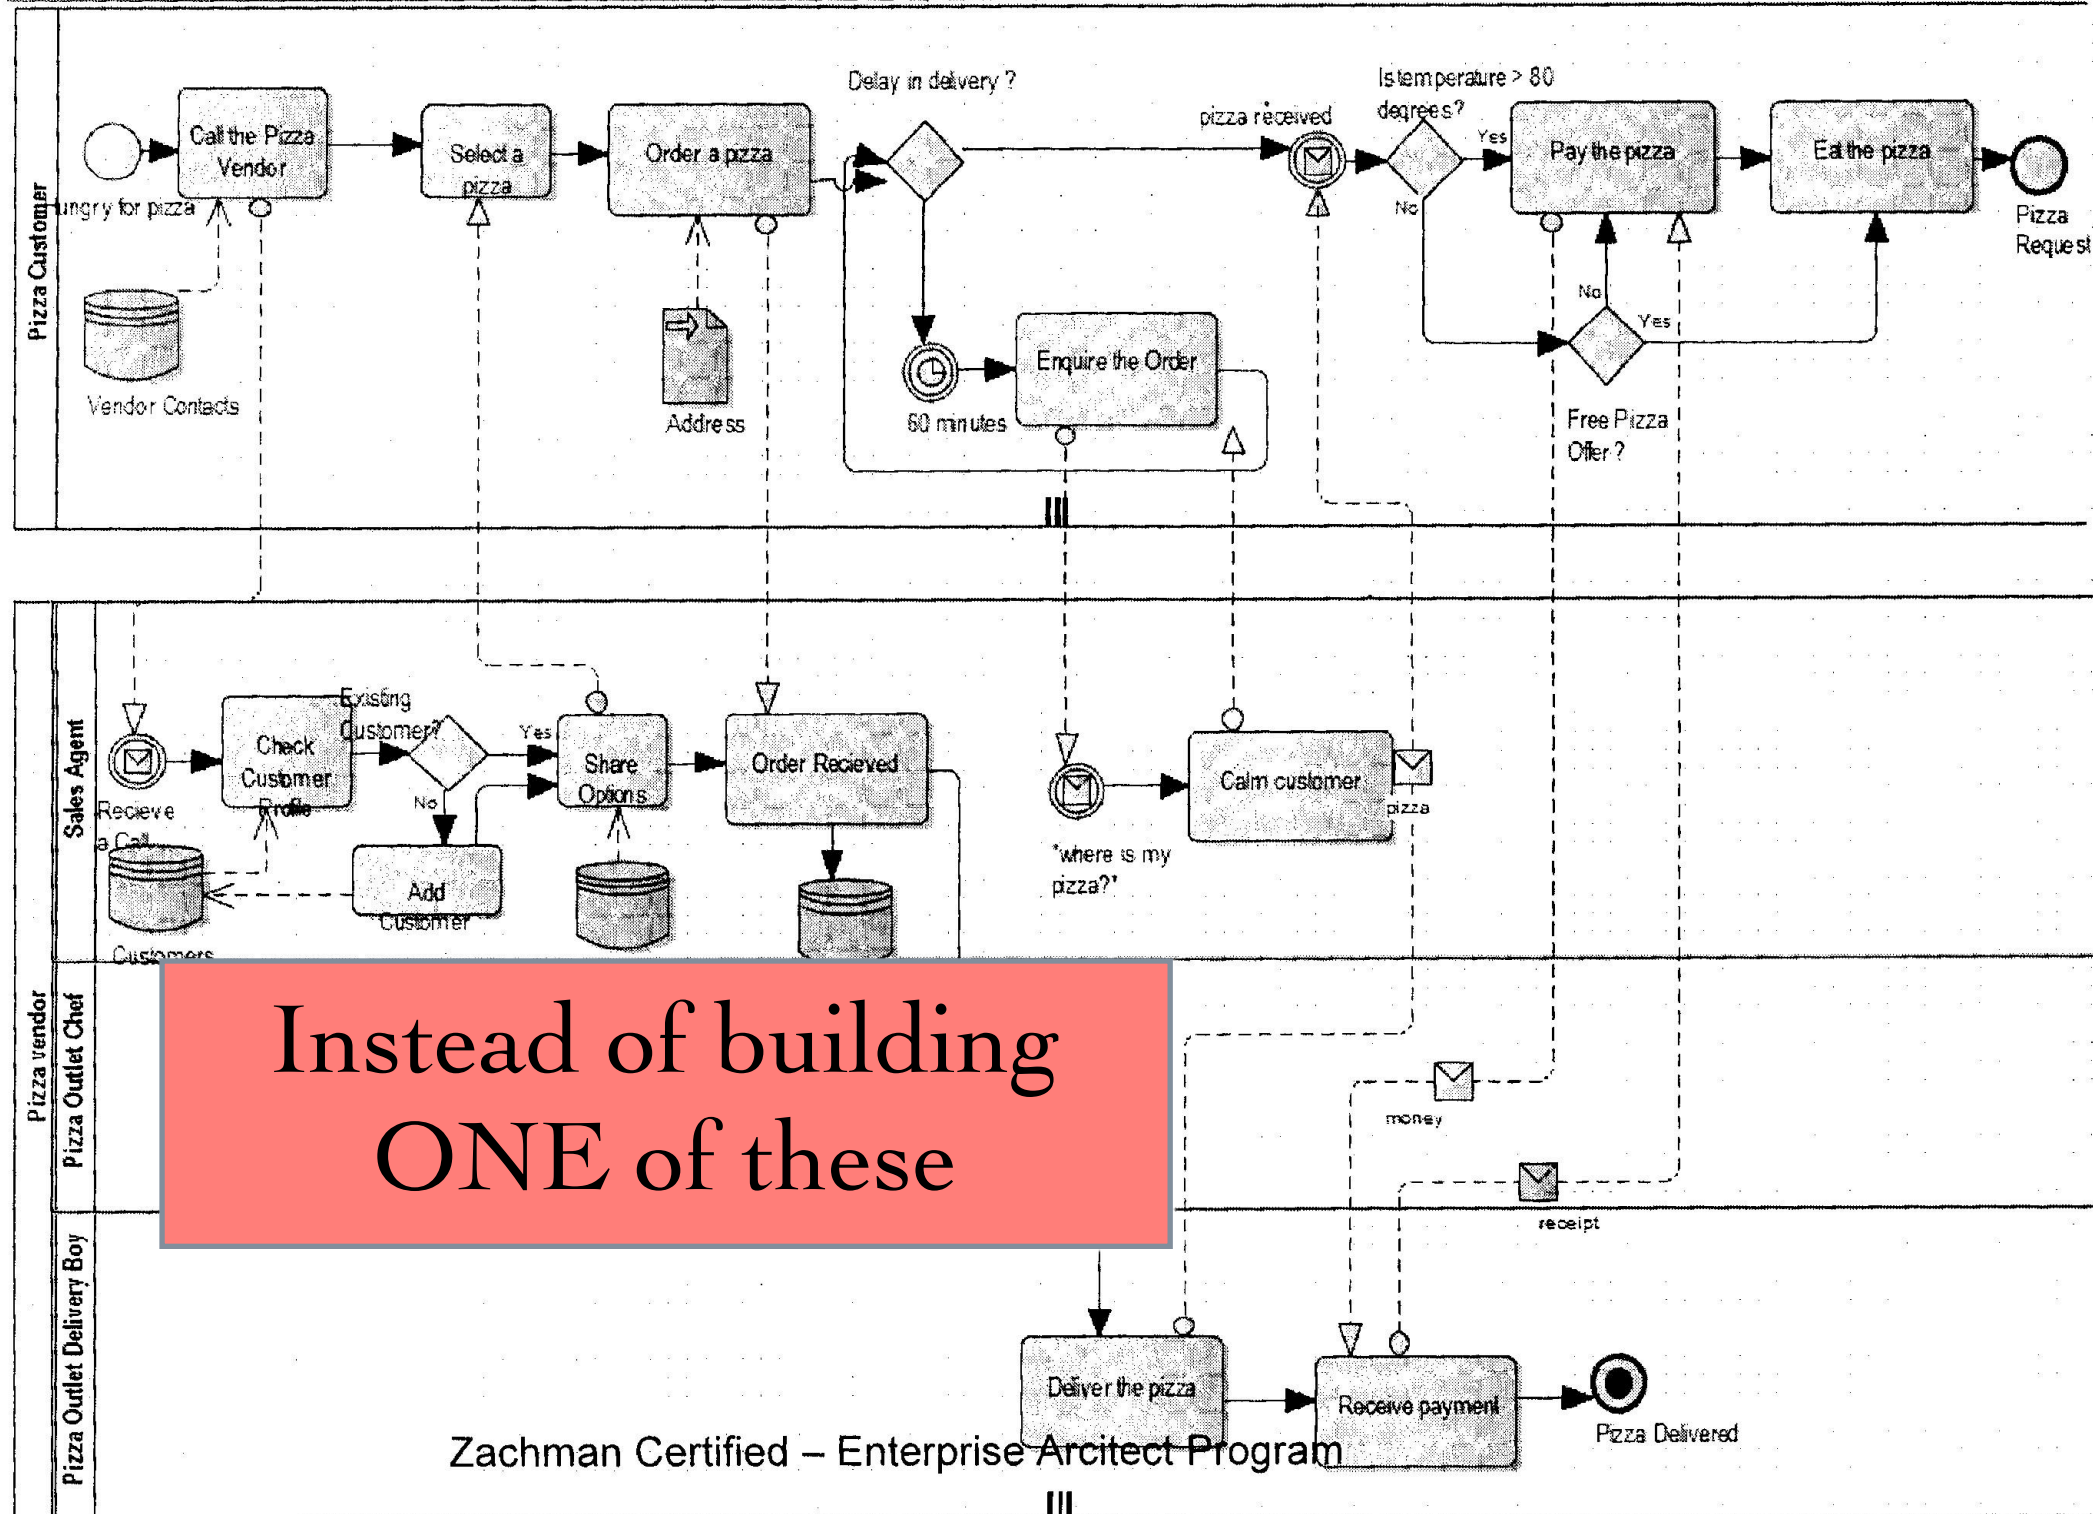 Delay in delivery ?
Is temperature > 80
degrees?
pizza received
Call the Pizza
Vendor
Select a
pizza
Order a pizza
Yes
Pay the pizza
Eat the pizza
ungry for pizza
No
Pizza
Request
Pizza Customer
No
Yes
Enquire the Order
Vendor Contacts
Address
60 minutes
Free Pizza
Offer ?
Existing
Customer?
Yes
Check
Customer
Profile
Share
Options
Order Recieved
Calm customer
No
Recieve
a Call
pizza
"where is my
pizza?"
Add
Customer
Customers
Sales Agent
Pizza vendor
Pizza Outlet Chef
Instead of building
ONE of these
money
receipt
Pizza Outlet Delivery Boy
Deliver the pizza
Receive payment
Pizza Delivered
Zachman Certified – Enterprise Arcitect Program